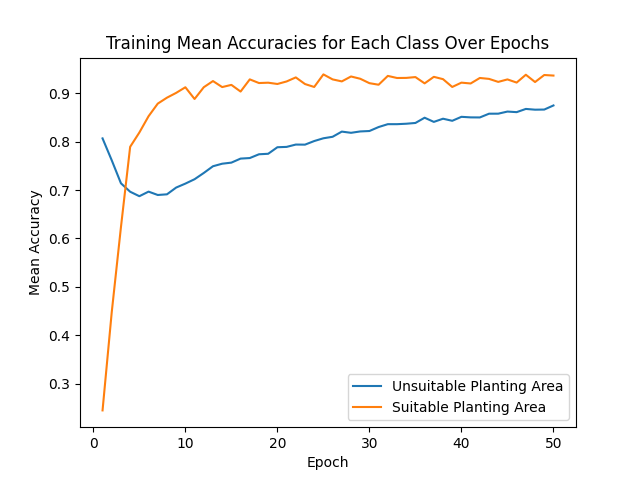 Training Mean Accuracies for Each Class Over Epochs
Mean Accuracy
0.9
0.8
0.7
0.6
0.5
0.4
0.3
Unsuitable Planting Area
Suitable Planting Area
0 10 20 30 40 50
Epoch